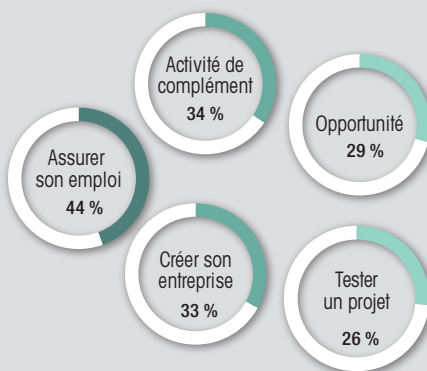 Activité de
complément
34 %
Opportunité
29 %
Assurer
son emploi
44 %
Créer son
entreprise
33 %
Tester
un projet
26 %